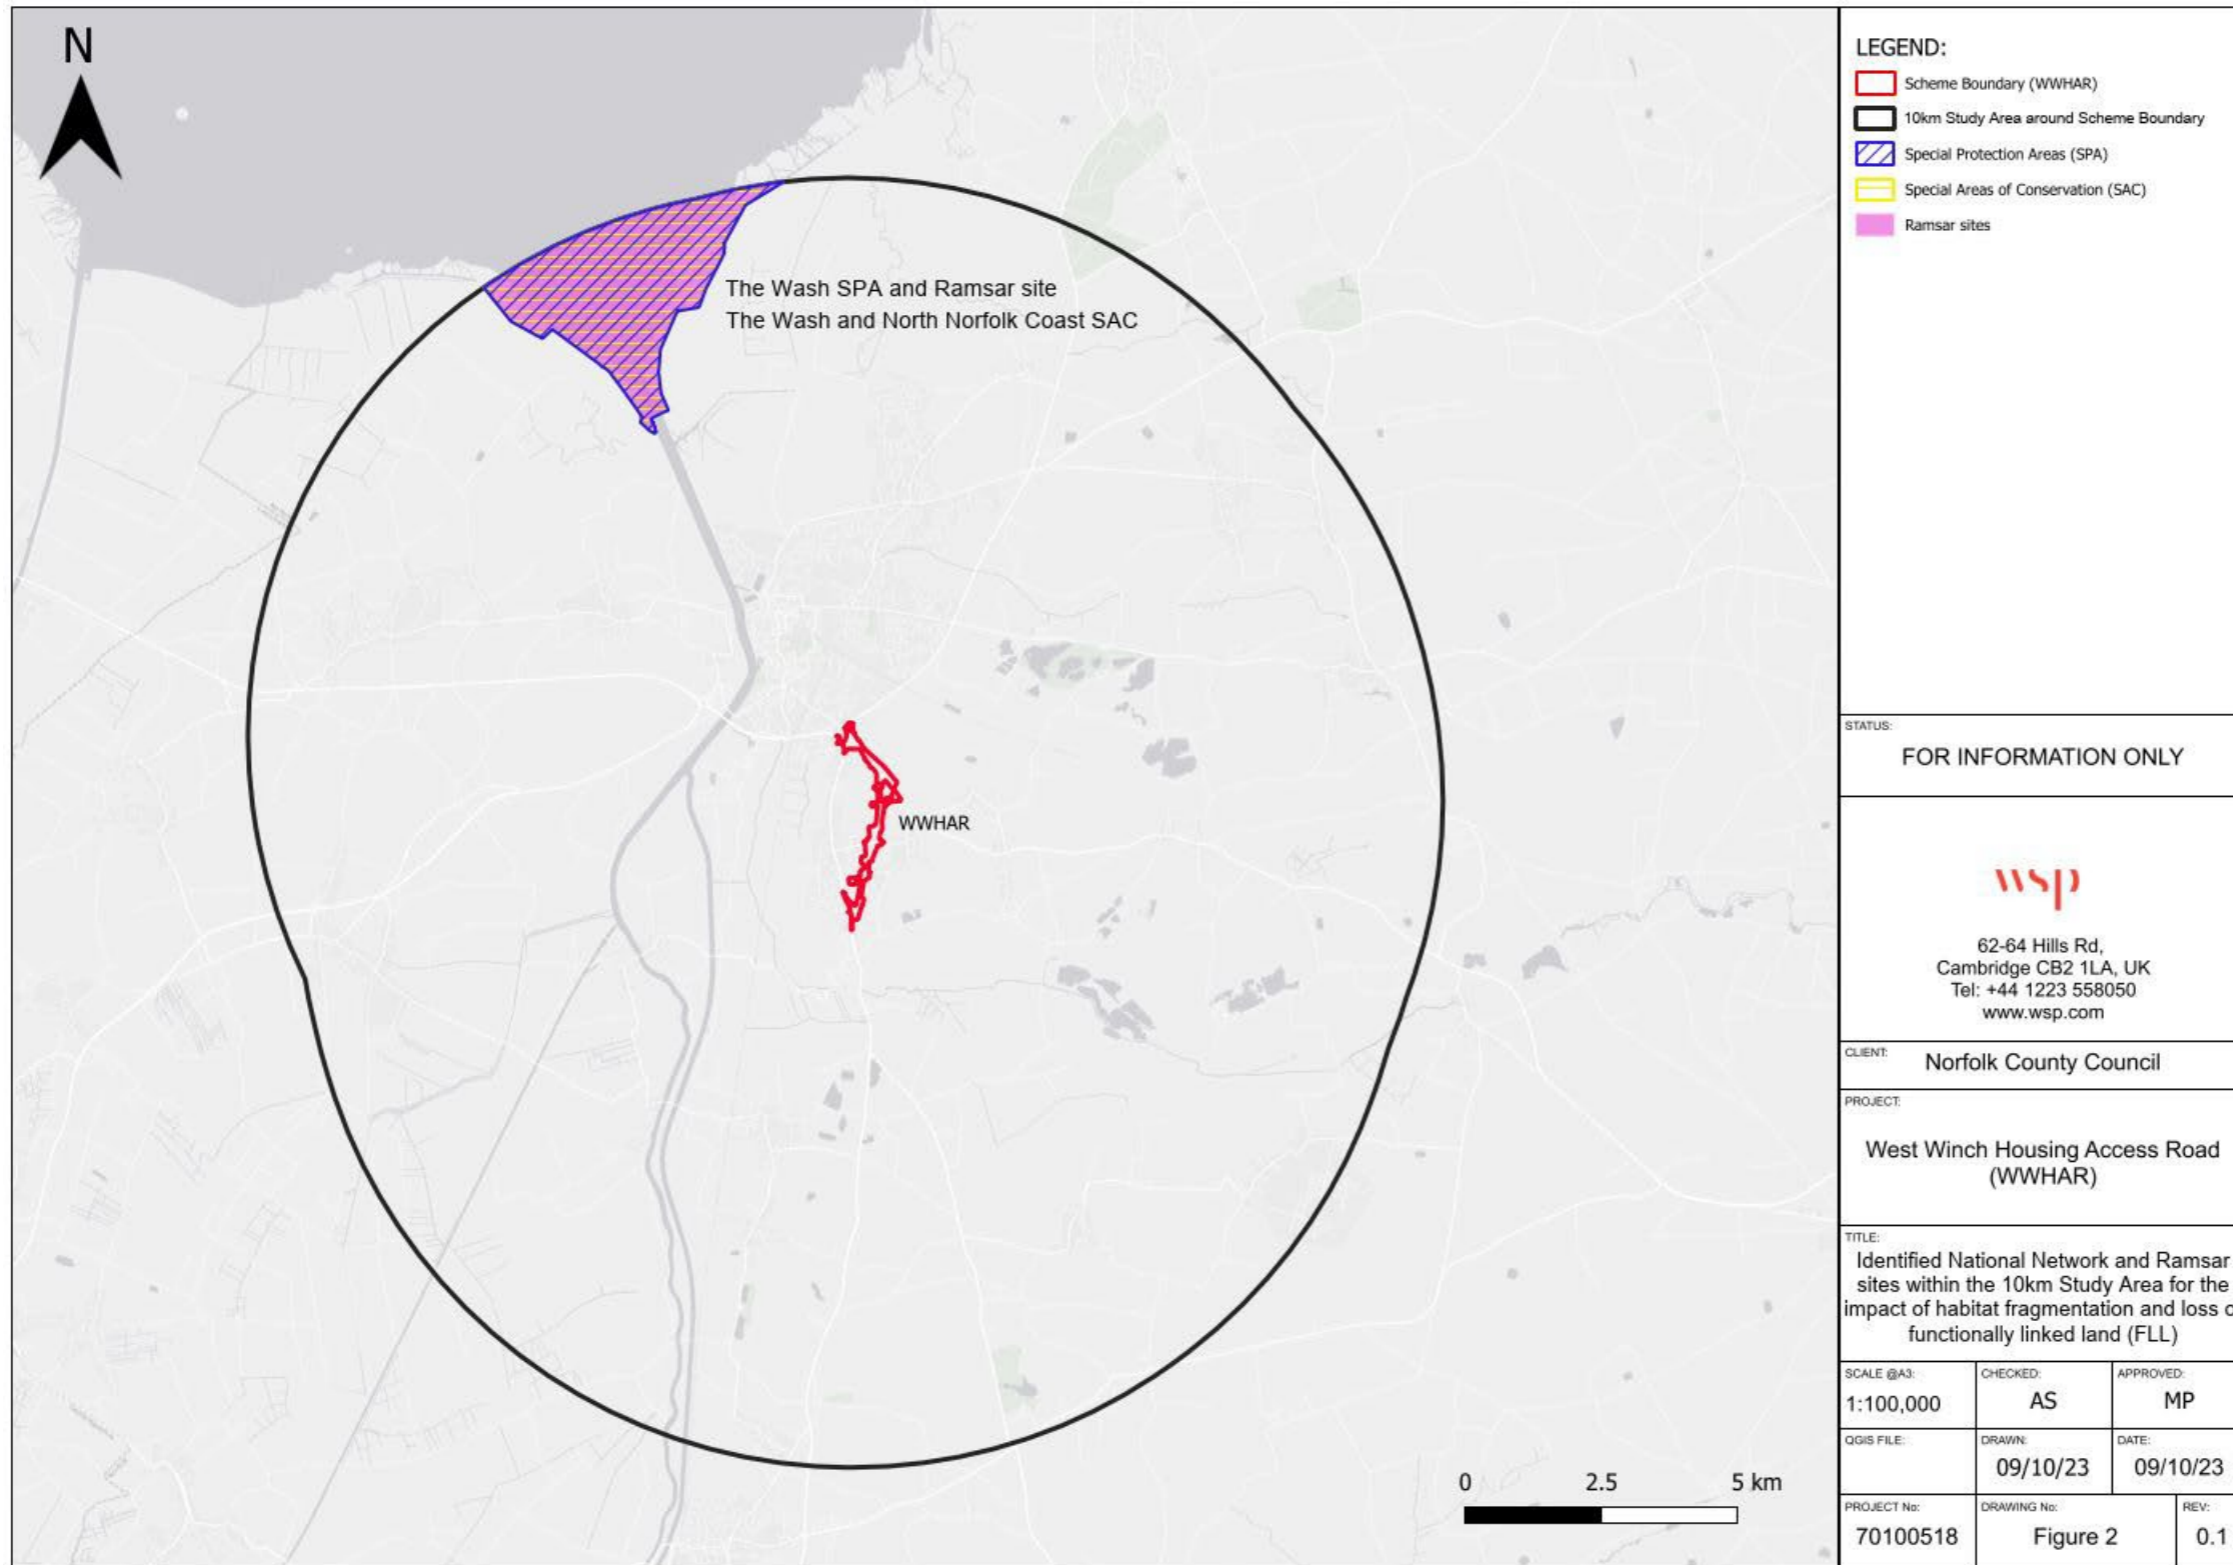 N
The Wash SPA and Ramsar site
The Wash and North Norfolk Coast SAC
WWHAR
0 2.5 5 km
LEGEND:
Scheme Boundary (WWHAR)
10km Study Area around Scheme Boundary
Special Protection Areas (SPA)
Special Areas of Conservation (SAC)
Ramsar sites
STATUS:
FOR INFORMATION ONLY
wsp
62-64 Hills Rd,
Cambridge CB2 1LA, UK
Tel: +44 1223 558050
www.wsp.com
CLIENT: Norfolk County Council
PROJECT:
West Winch Housing Access Road
(WWHAR)
TITLE:
Identified National Network and Ramsar
sites within the 10km Study Area for the
impact of habitat fragmentation and loss
functionally linked land (FLL)
SCALE @A3: CHECKED: APPROVED:
1:100,000 AS MP
QGIS FILE: DRAWN: DATE:
09/10/23 09/10/23
PROJECT No: DRAWING No: REV:
70100518 Figure 2 0.1